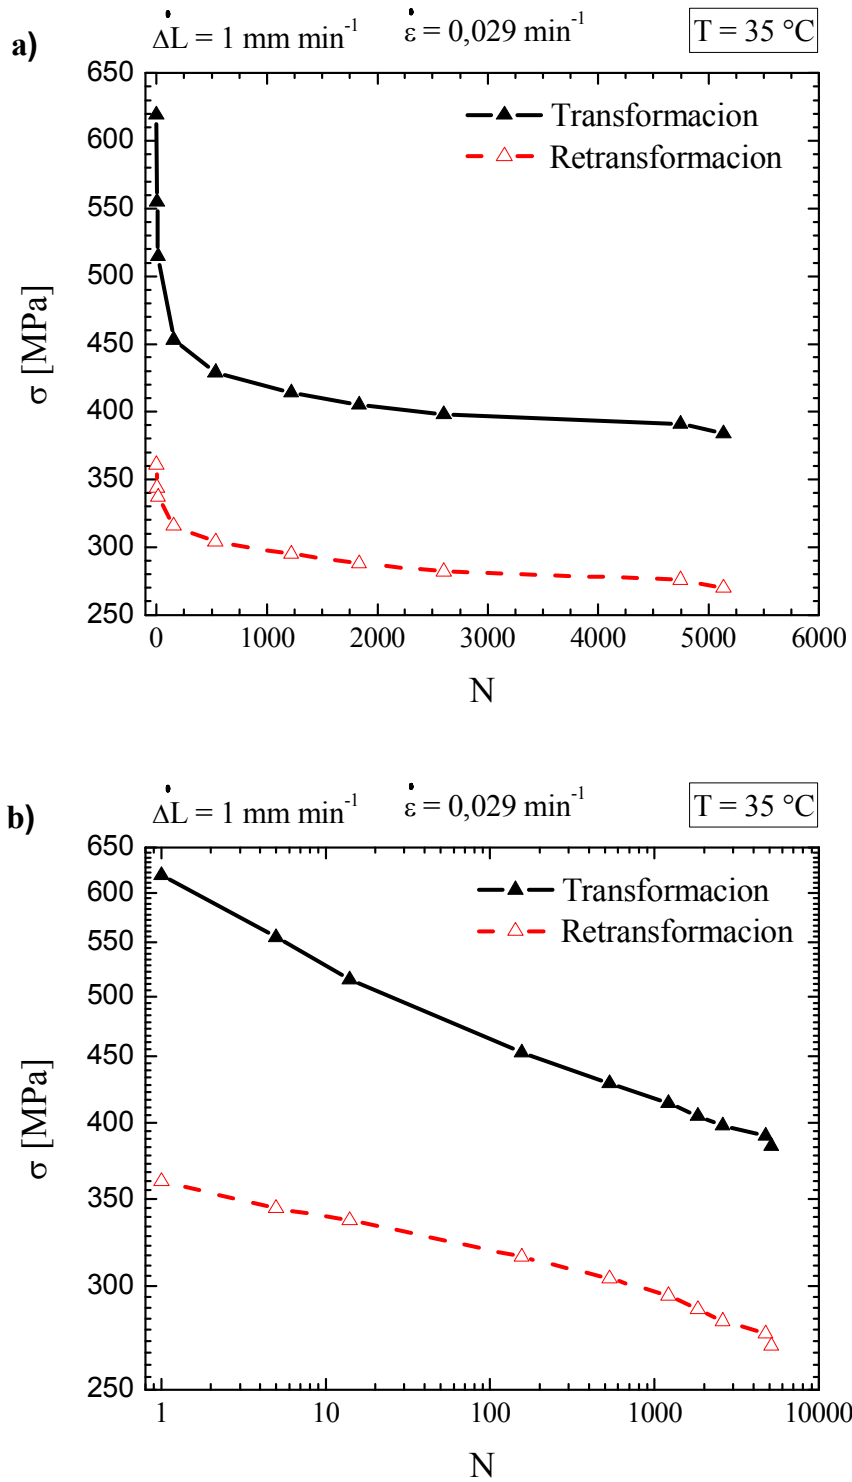 a)
ΔL̇ = 1 mm min⁻¹ ε̇ = 0,029 min⁻¹ T = 35 °C
650
600
550
500
450
400
350
300
250
σ [MPa]
Transformacion
Retransformacion
0 1000 2000 3000 4000 5000 6000
N
b)
ΔL̇ = 1 mm min⁻¹ ε̇ = 0,029 min⁻¹ T = 35 °C
650
600
550
500
450
400
350
300
250
σ [MPa]
Transformacion
Retransformacion
1 10 100 1000 10000
N